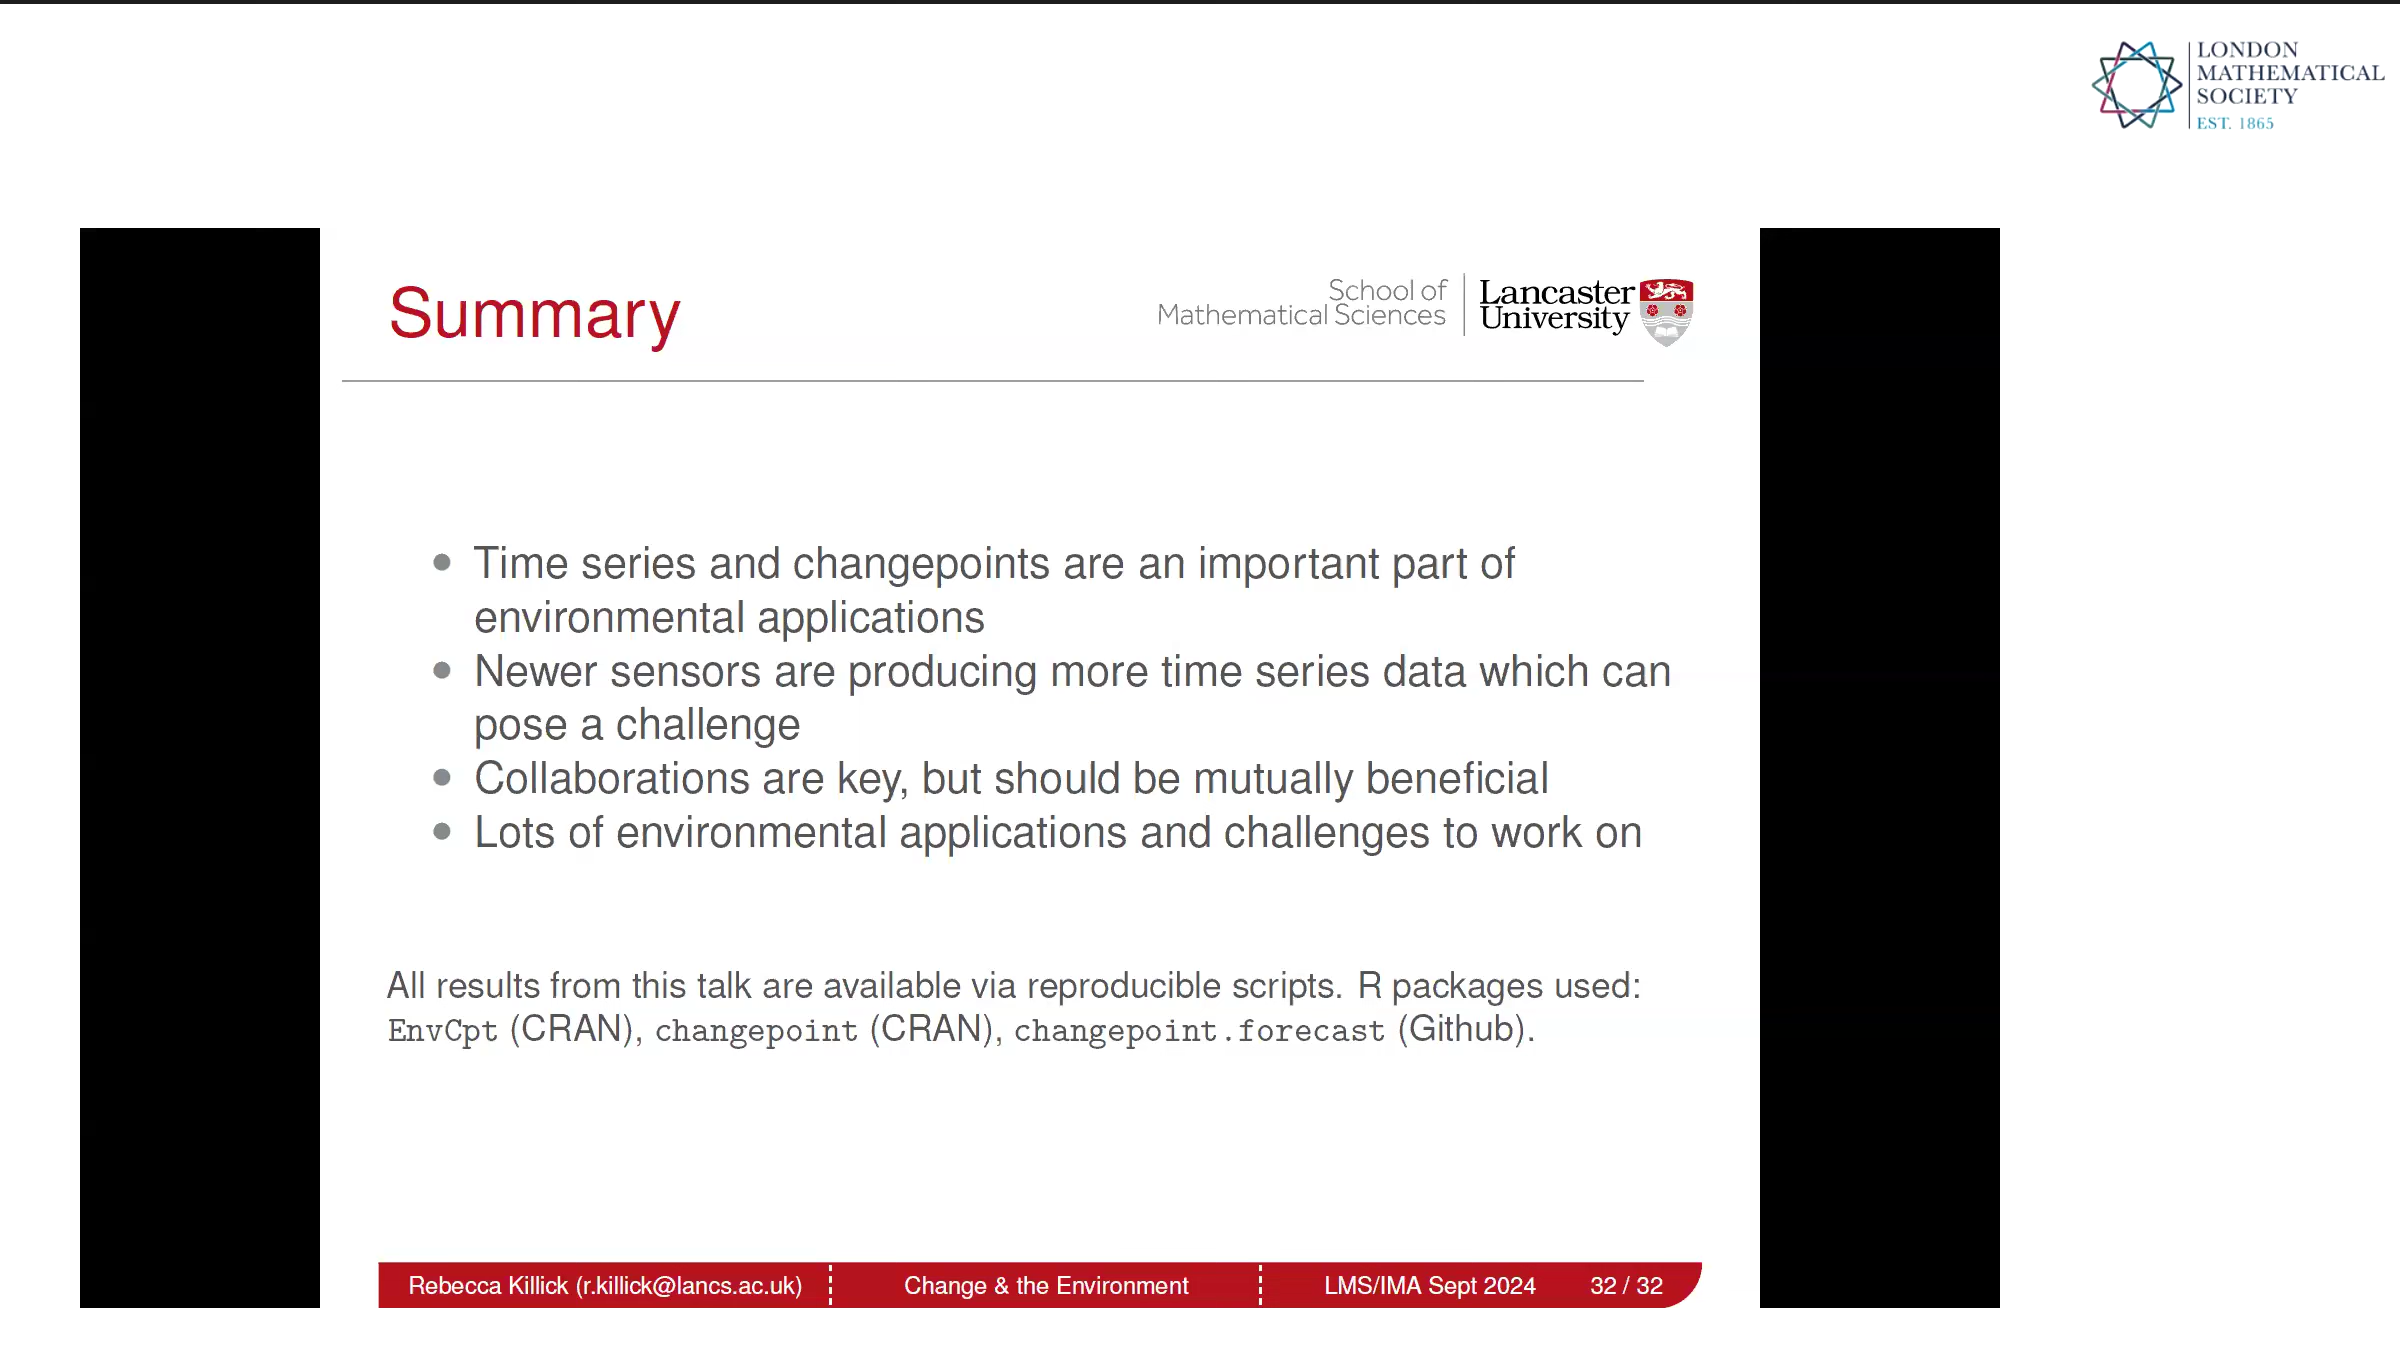 LONDON
MATHEMATICAL
SOCIETY
EST. 1865
Summary
School of
Mathematical Sciences
Lancaster
University
• Time series and changepoints are an important part of
environmental applications
• Newer sensors are producing more time series data which can
pose a challenge
• Collaborations are key, but should be mutually beneficial
• Lots of environmental applications and challenges to work on
All results from this talk are available via reproducible scripts. R packages used:
EnvCpt (CRAN), changepoint (CRAN), changepoint.forecast (Github).
Rebecca Killick (r.killick@lancs.ac.uk) Change & the Environment LMS/IMA Sept 2024 32 / 32